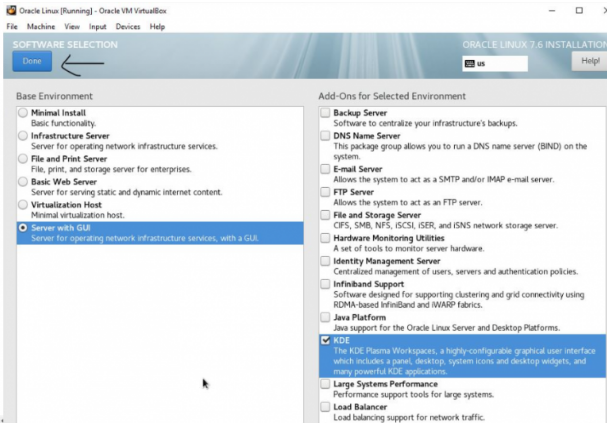 Oracle Linux [Running] - Oracle VM VirtualBox
File Machine View Input Devices Help
SOFTWARE SELECTION
ORACLE LINUX 7.6 INSTALLATION
Done
us
Help!
Base Environment
Minimal Install
Basic functionality.
Infrastructure Server
Server for operating network infrastructure services.
File and Print Server
File, print, and storage server for enterprises.
Basic Web Server
Server for serving static and dynamic internet content.
Virtualization Host
Minimal virtualization host.
Server with GUI
Server for operating network infrastructure services, with a GUI.
Add-Ons for Selected Environment
Backup Server
Software to centralize your infrastructure's backups.
DNS Name Server
This package group allows you to run a DNS name server (BIND) on the
system.
E-mail Server
Allows the system to act as a SMTP and/or IMAP e-mail server.
FTP Server
Allows the system to act as an FTP server.
File and Storage Server
CIFS, SMB, NFS, iSCSI, iSER, and iSNS network storage server.
Hardware Monitoring Utilities
A set of tools to monitor server hardware.
Identity Management Server
Centralized management of users, servers and authentication policies.
Infiniband Support
Software designed for supporting clustering and grid connectivity using
RDMA-based InfiniBand and iWARP fabrics.
Java Platform
Java support for the Oracle Linux Server and Desktop Platforms.
KDE
The KDE Plasma Workspaces, a highly-configurable graphical user interface
which includes a panel, desktop, system icons and desktop widgets, and
many powerful KDE applications.
Large Systems Performance
Performance support tools for large systems.
Load Balancer
Load balancing support for network traffic.